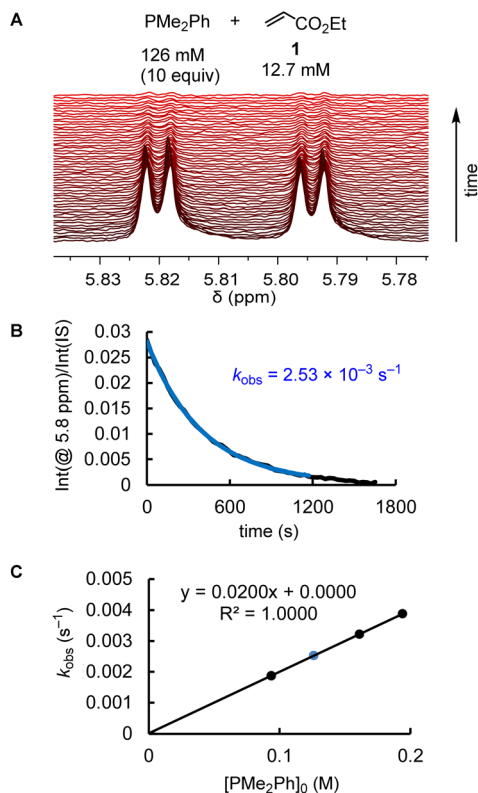 A
PMe₂Ph + CO₂Et
126 mM 1
(10 equiv) 12.7 mM
time
5.83 5.82 5.81 5.80 5.79 5.78
δ (ppm)
B
0.03
0.025
0.02
0.015
0.01
0.005
0
k_obs = 2.53 × 10⁻³ s⁻¹
Int(@ 5.8 ppm)/Int(IS)
0 600 1200 1800
time (s)
C
0.005
0.004
0.003
0.002
0.001
0
y = 0.0200x + 0.0000
R² = 1.0000
k_obs (s⁻¹)
0 0.1 0.2
[PMe2Ph]₀ (M)